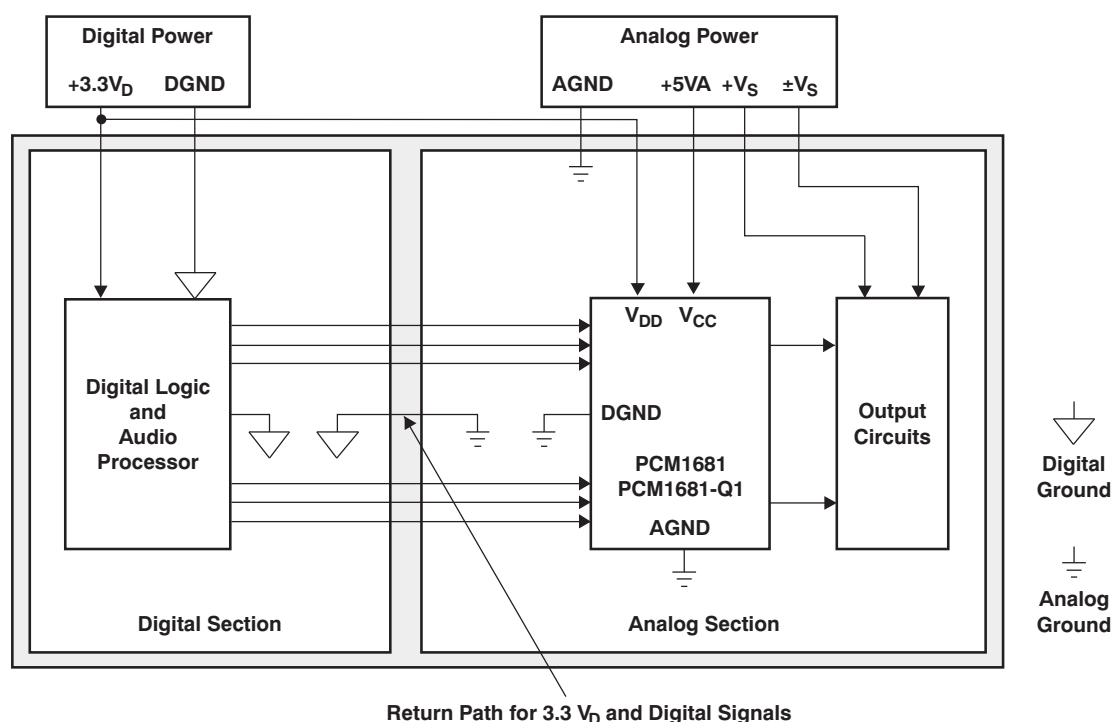 Digital Power
+3.3VD DGND
Analog Power
AGND +5VA +VS ±VS
VDD VCC
Digital Logic
and
Audio
Processor
DGND
PCM1681
PCM1681-Q1
AGND
Output
Circuits
Digital
Ground
Analog
Ground
Digital Section
Analog Section
Return Path for 3.3 VD and Digital Signals